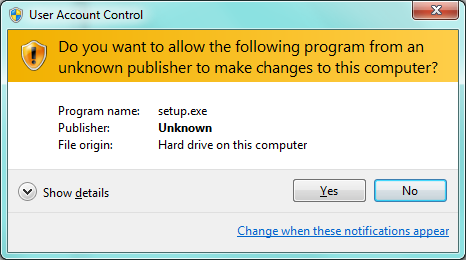 User Account Control
Do you want to allow the following program from an
unknown publisher to make changes to this computer?
Program name: setup.exe
Publisher: Unknown
File origin: Hard drive on this computer
Show details
Yes
No
Change when these notifications appear